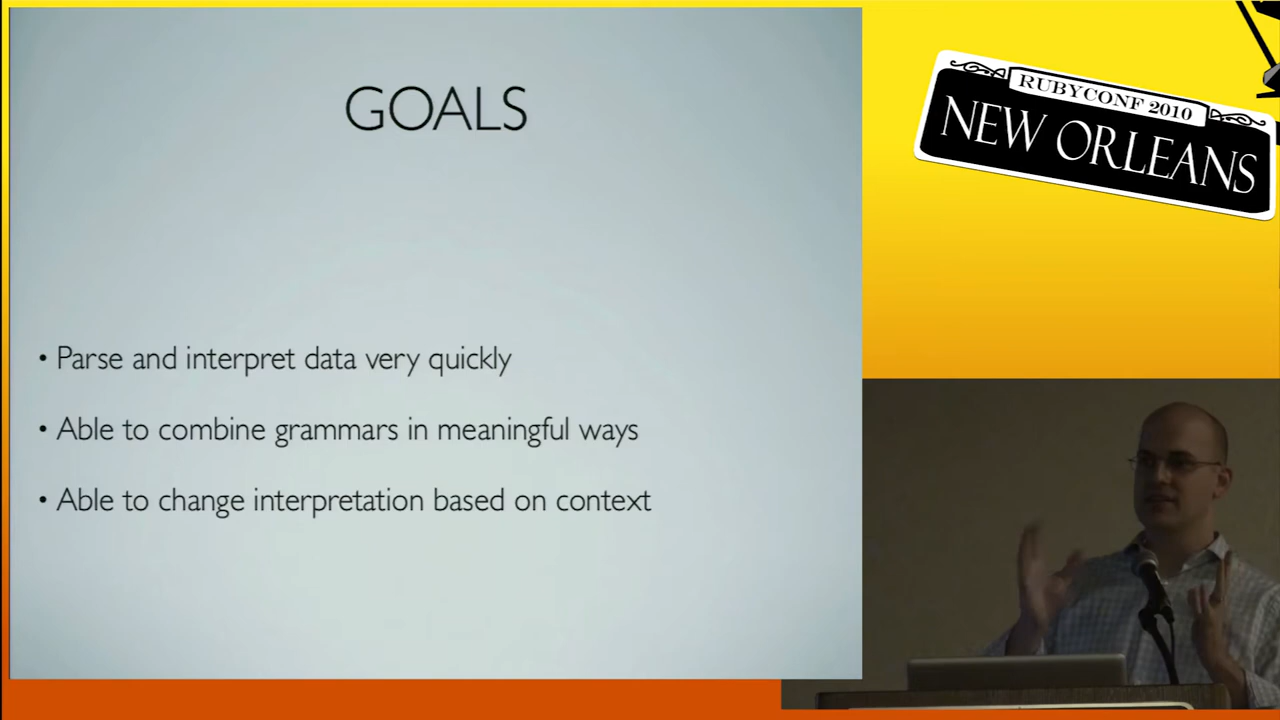 GOALS
• Parse and interpret data very quickly
• Able to combine grammars in meaningful ways
• Able to change interpretation based on context
RUBYCONF 2010
NEW ORLEANS